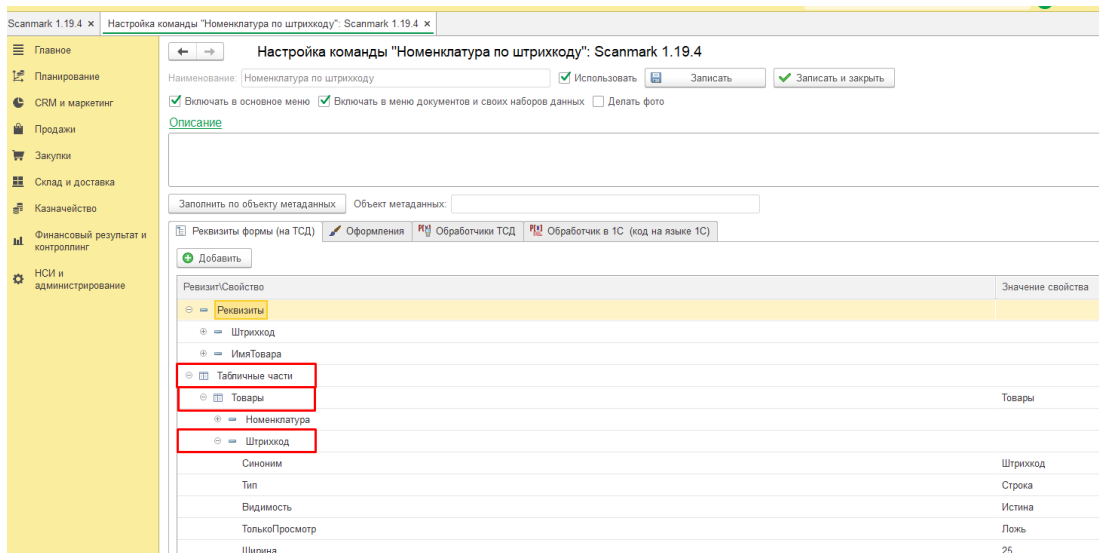 Scanmark 1.19.4 × Настройка команды "Номенклатура по штрихкоду": Scanmark 1.19.4 ×
Главное
Планирование
CRM и маркетинг
Продажи
Закупки
Склад и доставка
Казначейство
Финансовый результат и
контроллинг
НСИ и
администрирование
Настройка команды "Номенклатура по штрихкоду": Scanmark 1.19.4
Наименование: Номенклатура по штрихкоду Использовать Записать Записать и закрыть
Включать в основное меню Включать в меню документов и своих наборов данных Делать фото
Описание
Заполнить по объекту метаданных Объект метаданных:
Реквизиты формы (на ТСД) Оформления Обработчики ТСД Обработчик в 1С (код на языке 1С)
Добавить
Ревизит\Свойство Значение свойства
Реквизиты
Штрихкод
ИмяТовара
Табличные части
Товары Товары
Номенклатура
Штрихкод
Синоним Штрихкод
Тип Строка
Видимость Истина
ТолькоПросмотр Ложь
Ширина 25